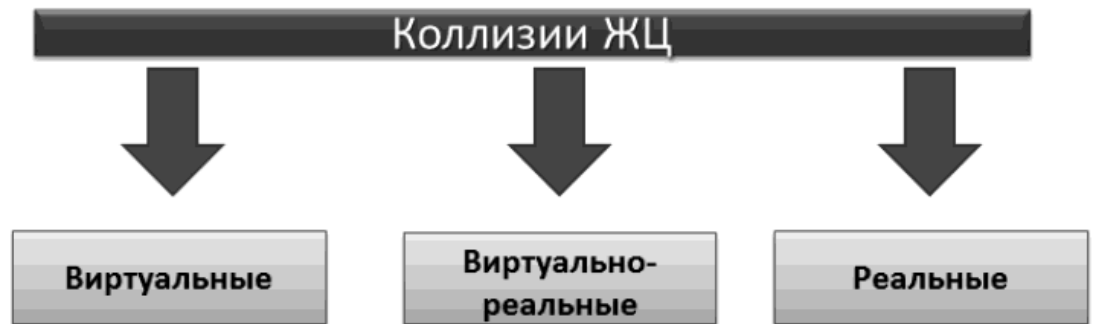 Коллизии ЖЦ
Виртуальные
Виртуально-
реальные
Реальные